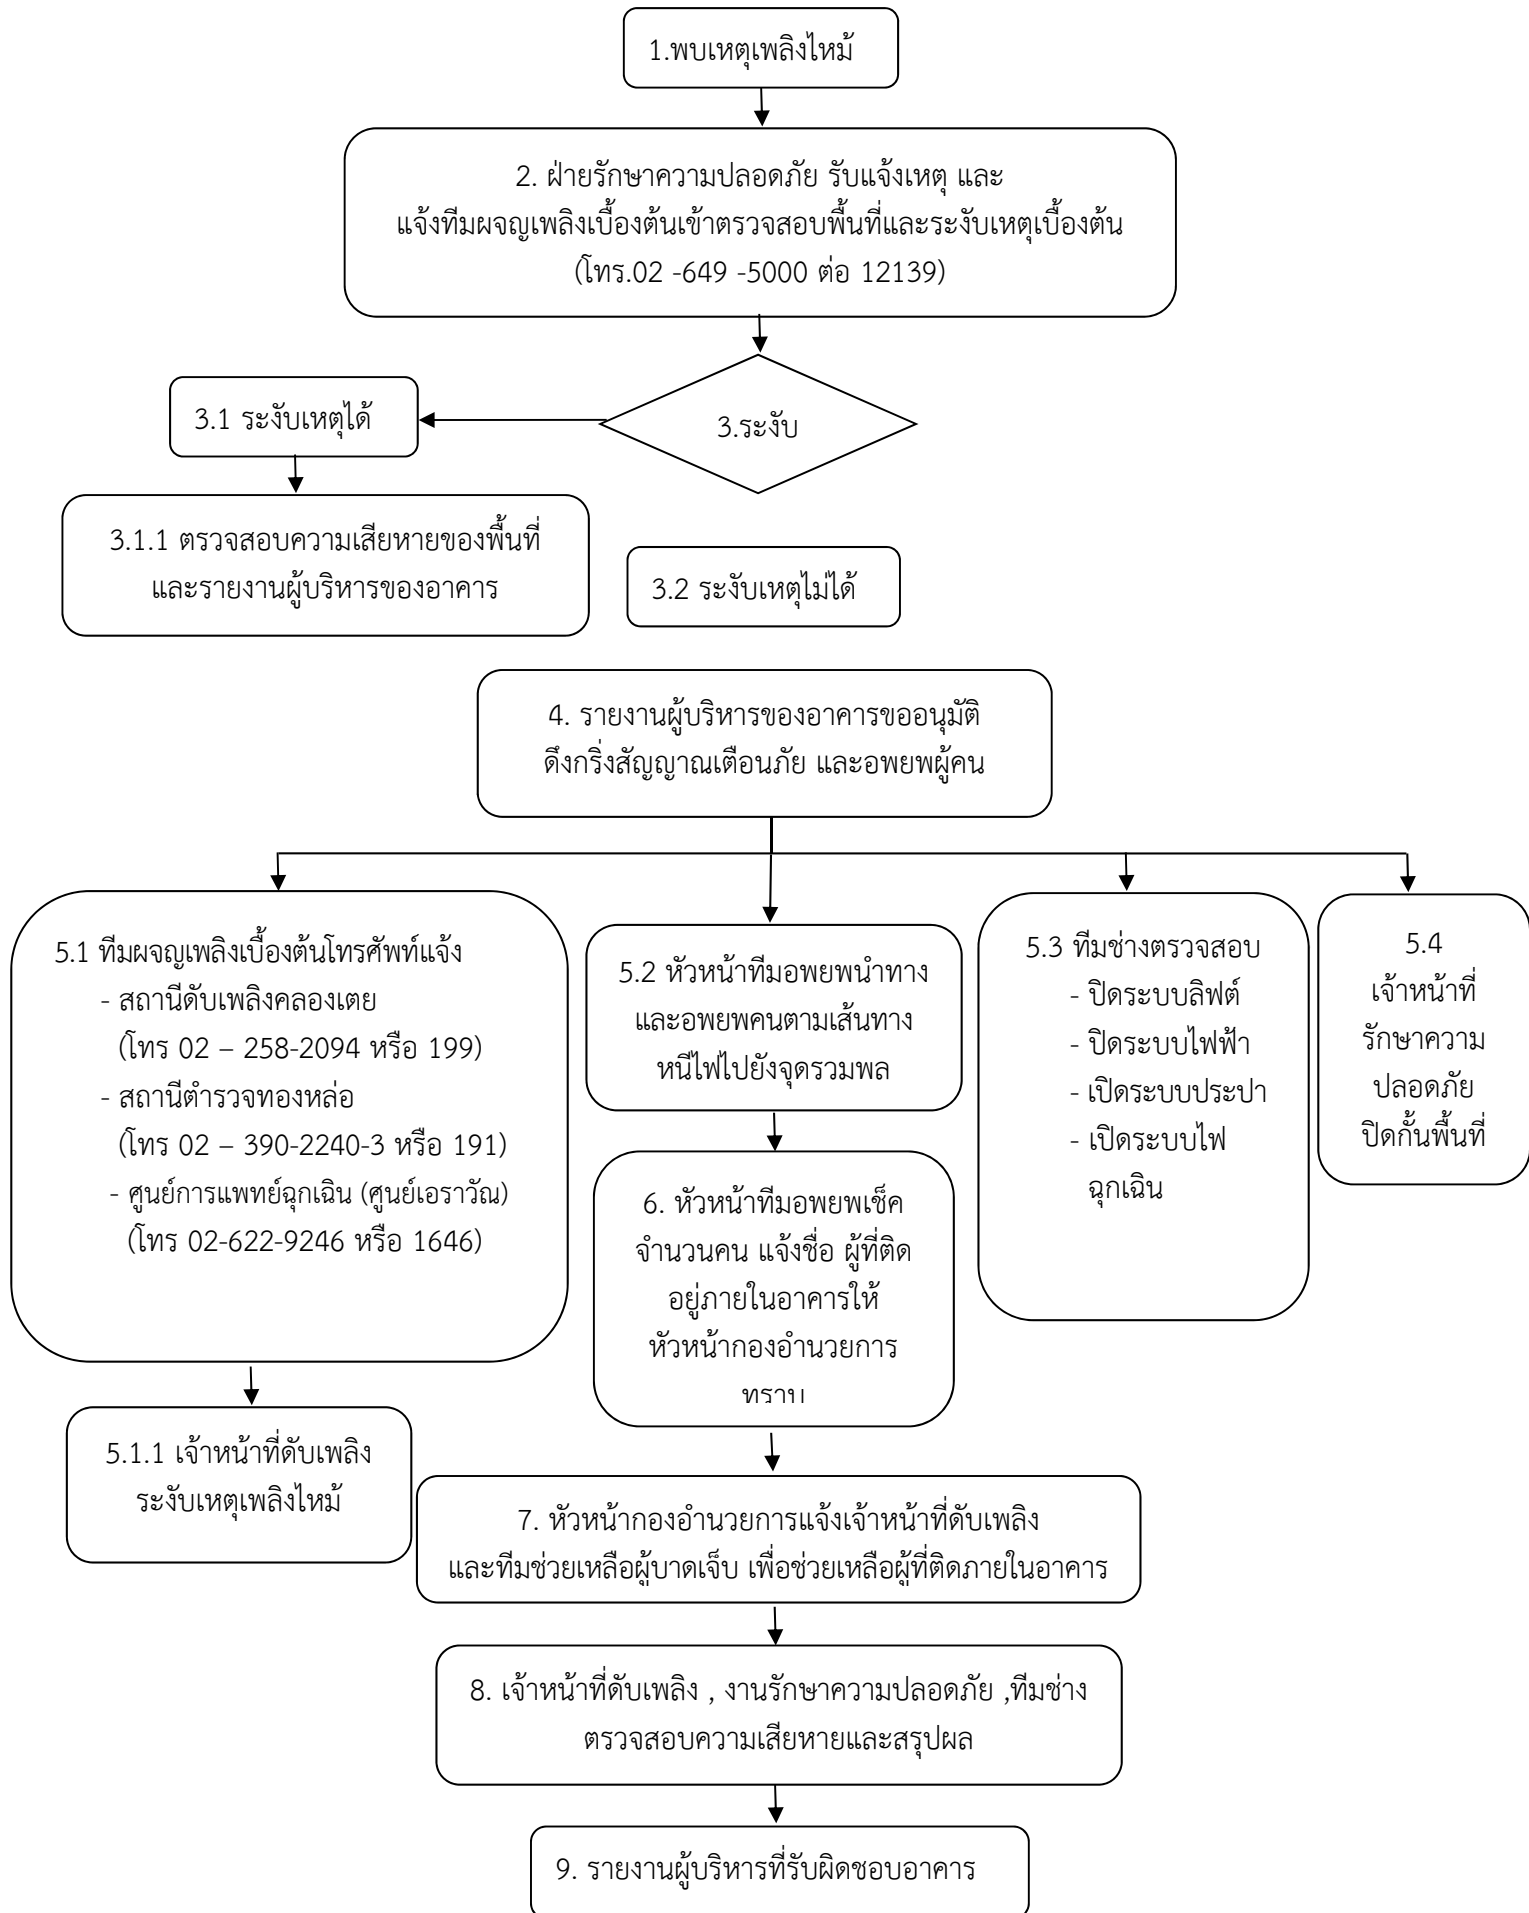 1.พบเหตุเพลิงไหม้
2. ฝ่ายรักษาความปลอดภัย รับแจ้งเหตุ และ
แจ้งทีมผจญเพลิงเบื้องต้นเข้าตรวจสอบพื้นที่และระงับเหตุเบื้องต้น
(โทร.02 -649 -5000 ต่อ 12139)
3.ระงับ
3.1 ระงับเหตุได้
3.1.1 ตรวจสอบความเสียหายของพื้นที่
และรายงานผู้บริหารของอาคาร
3.2 ระงับเหตุไม่ได้
4. รายงานผู้บริหารของอาคารขออนุมัติ
ดึงกริ่งสัญญาณเตือนภัย และอพยพผู้คน
5.1 ทีมผจญเพลิงเบื้องต้นโทรศัพท์แจ้ง
- สถานีดับเพลิงคลองเตย
(โทร 02 – 258-2094 หรือ 199)
- สถานีตำรวจทองหล่อ
(โทร 02 – 390-2240-3 หรือ 191)
- ศูนย์การแพทย์ฉุกเฉิน (ศูนย์เอราวัณ)
(โทร 02-622-9246 หรือ 1646)
5.1.1 เจ้าหน้าที่ดับเพลิง
ระงับเหตุเพลิงไหม้
5.2 หัวหน้าทีมอพยพนำทาง
และอพยพคนตามเส้นทาง
หนีไฟไปยังจุดรวมพล
5.3 ทีมช่างตรวจสอบ
- ปิดระบบลิฟต์
- ปิดระบบไฟฟ้า
- เปิดระบบประปา
- เปิดระบบไฟ
ฉุกเฉิน
5.4
เจ้าหน้าที่
รักษาความ
ปลอดภัย
ปิดกั้นพื้นที่
6. หัวหน้าทีมอพยพเช็ค
จำนวนคน แจ้งชื่อ ผู้ที่ติด
อยู่ภายในอาคารให้
หัวหน้ากองอำนวยการ
ทราบ
7. หัวหน้ากองอำนวยการแจ้งเจ้าหน้าที่ดับเพลิง
และทีมช่วยเหลือผู้บาดเจ็บ เพื่อช่วยเหลือผู้ที่ติดภายในอาคาร
8. เจ้าหน้าที่ดับเพลิง , งานรักษาความปลอดภัย ,ทีมช่าง
ตรวจสอบความเสียหายและสรุปผล
9. รายงานผู้บริหารที่รับผิดชอบอาคาร